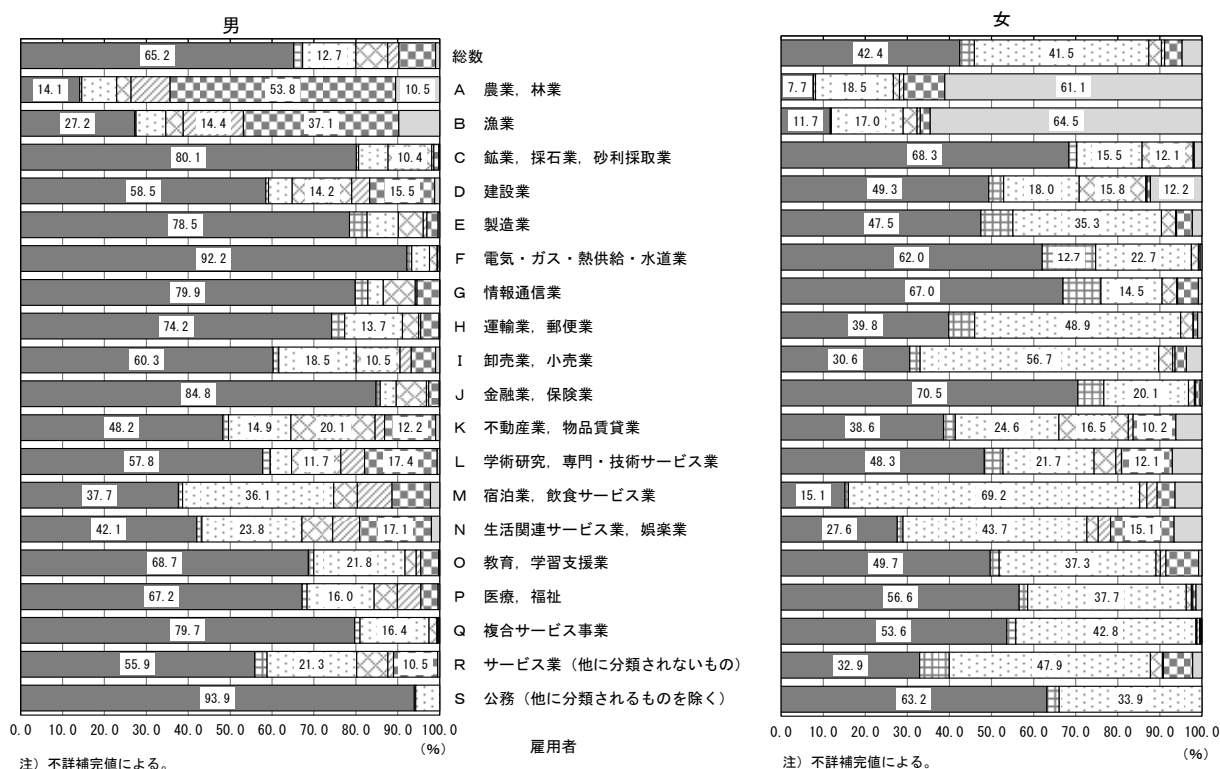 男
女
65.2 12.7 総数 42.4 41.5
14.1 53.8 10.5 A 農業，林業 7.7 18.5 61.1
27.2 14.4 37.1 B 漁業 11.7 17.0 64.5
80.1 10.4 C 鉱業，採石業，砂利採取業 68.3 15.5 12.1
58.5 14.2 15.5 D 建設業 49.3 18.0 15.8 12.2
78.5 E 製造業 47.5 35.3
92.2 F 電気・ガス・熱供給・水道業 62.0 12.7 22.7
79.9 G 情報通信業 67.0 14.5
74.2 13.7 H 運輸業，郵便業 39.8 48.9
60.3 18.5 10.5 I 卸売業，小売業 30.6 56.7
84.8 J 金融業，保険業 70.5 20.1
48.2 14.9 20.1 12.2 K 不動産業，物品賃貸業 38.6 24.6 16.5 10.2
57.8 11.7 17.4 L 学術研究，専門・技術サービス業 48.3 21.7 12.1
37.7 36.1 M 宿泊業，飲食サービス業 15.1 69.2
42.1 23.8 17.1 N 生活関連サービス業，娯楽業 27.6 43.7 15.1
68.7 21.8 O 教育，学習支援業 49.7 37.3
67.2 16.0 P 医療，福祉 56.6 37.7
79.7 16.4 Q 複合サービス事業 53.6 42.8
55.9 21.3 10.5 R サービス業（他に分類されないもの） 32.9 47.9
93.9 S 公務（他に分類されるものを除く） 63.2 33.9
0.0 10.0 20.0 30.0 40.0 50.0 60.0 70.0 80.0 90.0 100.0 0.0 10.0 20.0 30.0 40.0 50.0 60.0 70.0 80.0 90.0 100.0
(%) 雇用者 (%)
注）不詳補完値による。 注）不詳補完値による。